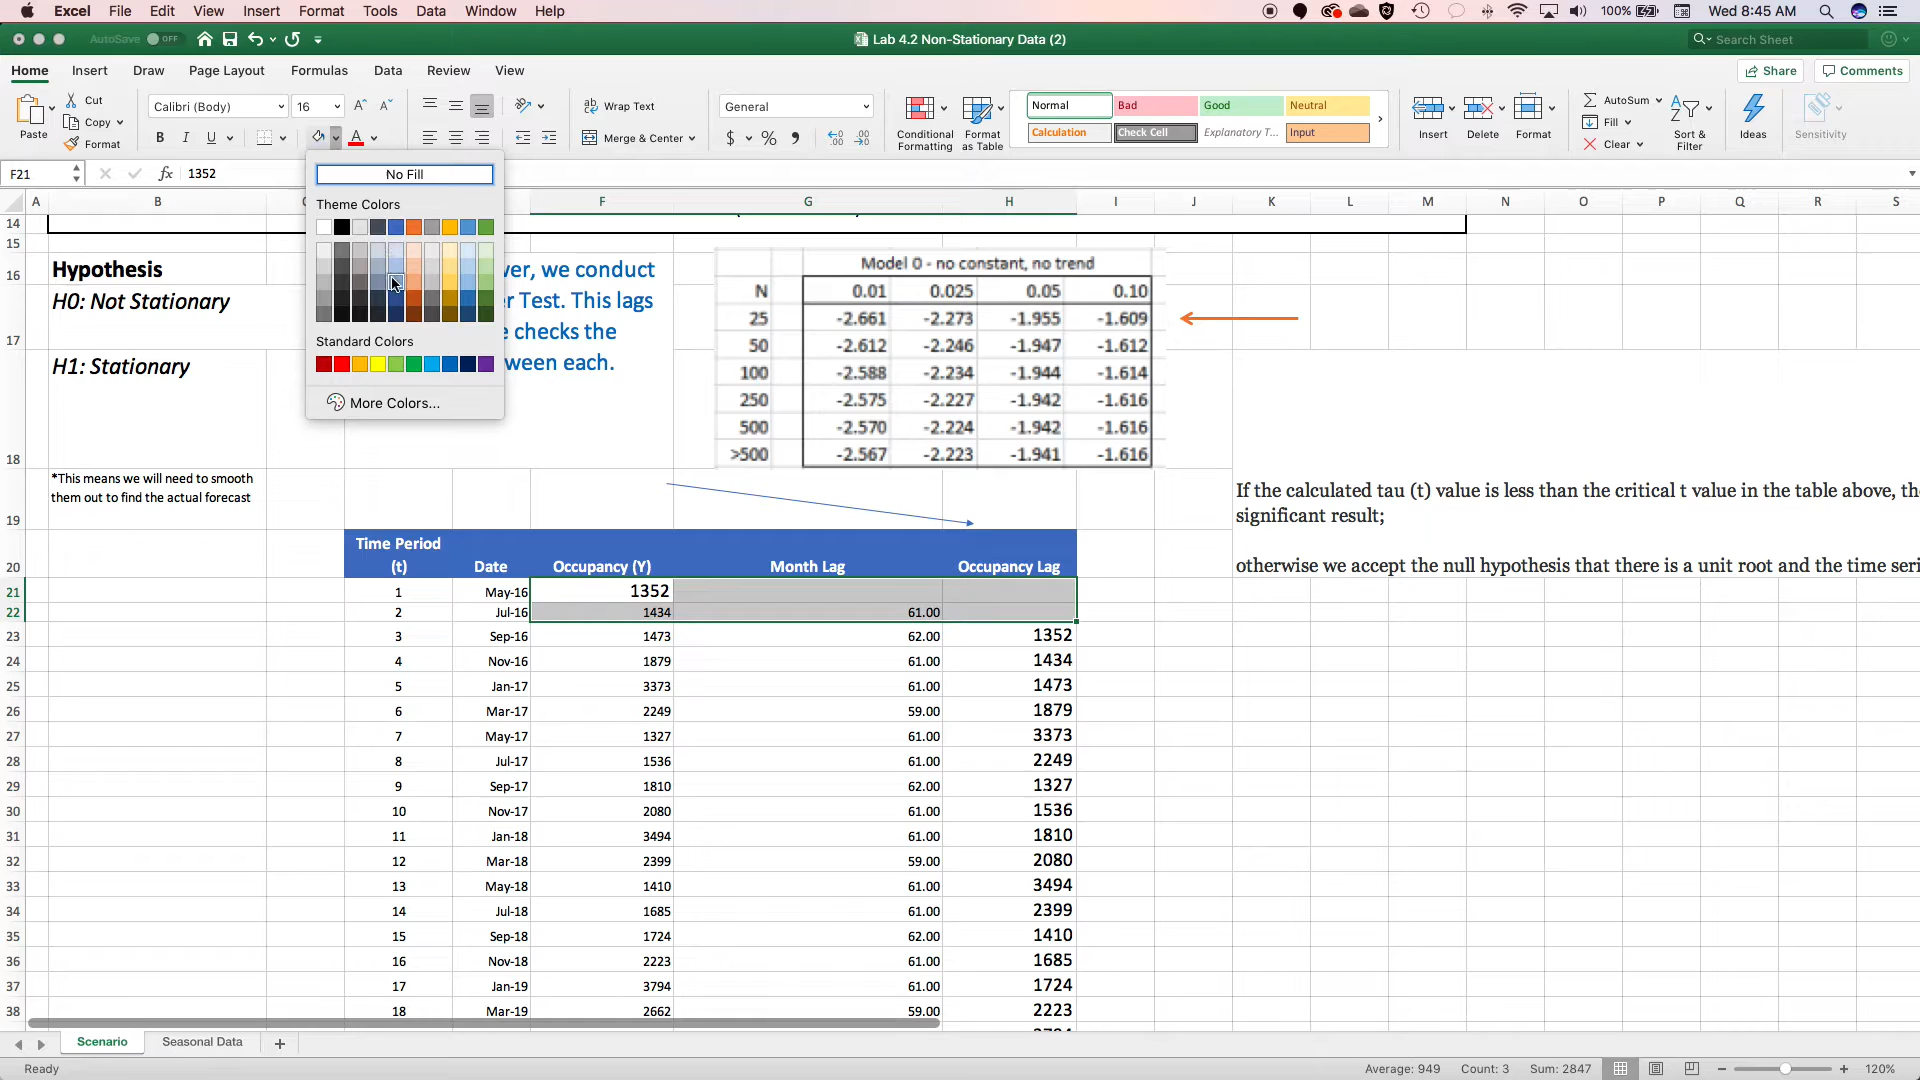 Excel File Edit View Insert Format Tools Data Window Help 100% Wed 8:45 AM
AutoSave OFF Lab 4.2 Non-Stationary Data (2) Search Sheet
Home Insert Draw Page Layout Formulas Data Review View Share Comments
Paste Cut Copy Format Calibri (Body) 16 Wrap Text Merge & Center General Conditional Formatting Format as Table Normal Bad Good Neutral Calculation Check Cell Explanatory T... Input Insert Delete Format AutoSum Fill Clear Sort & Filter Ideas Sensitivity
F21 fx 1352
No Fill
Theme Colors
Standard Colors
More Colors...
A B F G H I J K L M N O P Q R S
14
15
16 Hypothesis
H0: Not Stationary
17
H1: Stationary
18
*This means we will need to smooth
them out to find the actual forecast
19
ver, we conduct
r Test. This lags
e checks the
ween each.
Model 0 - no constant, no trend
N 0.01 0.025 0.05 0.10
25 -2.661 -2.273 -1.955 -1.609
50 -2.612 -2.246 -1.947 -1.612
100 -2.588 -2.234 -1.944 -1.614
250 -2.575 -2.227 -1.942 -1.616
500 -2.570 -2.224 -1.942 -1.616
>500 -2.567 -2.223 -1.941 -1.616
If the calculated tau (t) value is less than the critical t value in the table above, the
significant result;
otherwise we accept the null hypothesis that there is a unit root and the time seri
20 Time Period (t) Date Occupancy (Y) Month Lag Occupancy Lag
21 1 May-16 1352
22 2 Jul-16 1434 61.00
23 3 Sep-16 1473 62.00 1352
24 4 Nov-16 1879 61.00 1434
25 5 Jan-17 3373 61.00 1473
26 6 Mar-17 2249 59.00 1879
27 7 May-17 1327 61.00 3373
28 8 Jul-17 1536 61.00 2249
29 9 Sep-17 1810 62.00 1327
30 10 Nov-17 2080 61.00 1536
31 11 Jan-18 3494 61.00 1810
32 12 Mar-18 2399 59.00 2080
33 13 May-18 1410 61.00 3494
34 14 Jul-18 1685 61.00 2399
35 15 Sep-18 1724 62.00 1410
36 16 Nov-18 2223 61.00 1685
37 17 Jan-19 3794 61.00 1724
38 18 Mar-19 2662 59.00 2223
Scenario Seasonal Data
Ready Average: 949 Count: 3 Sum: 2847 120%